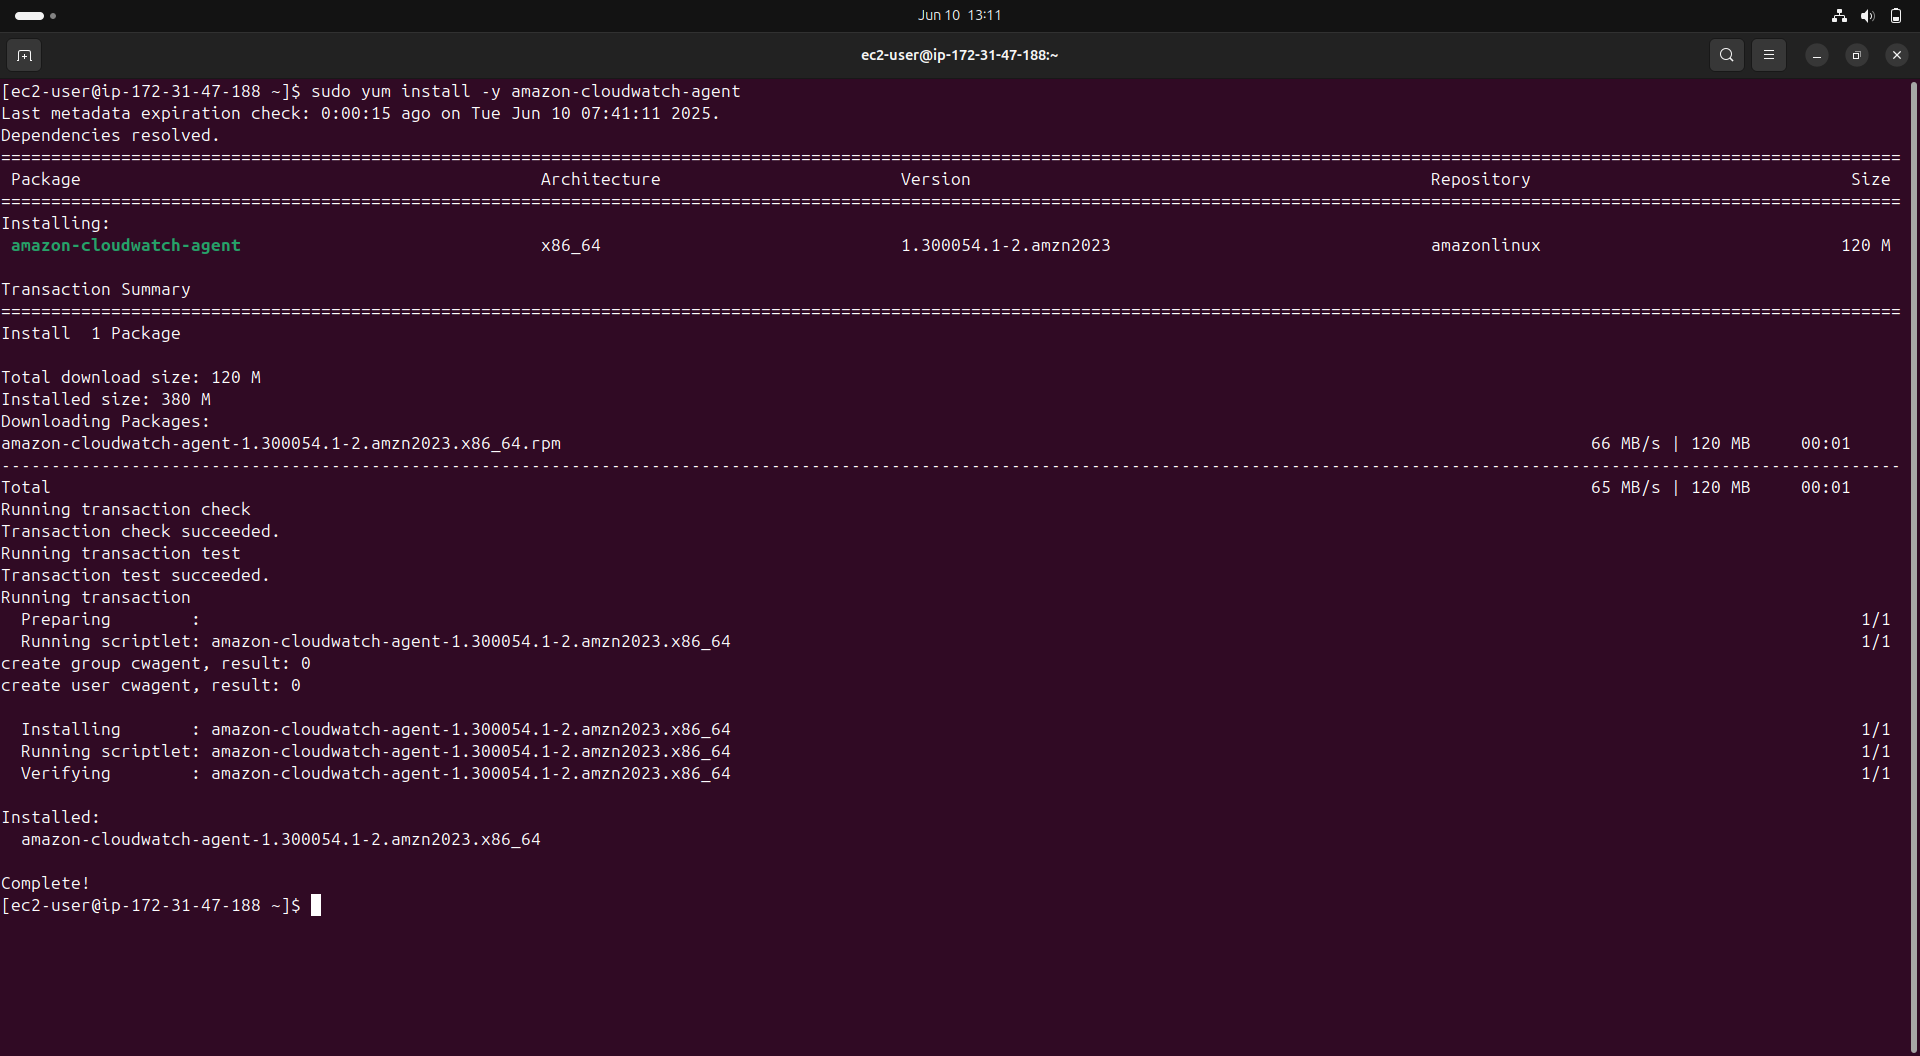 Jun 10 13:11
ec2-user@ip-172-31-47-188:~
[ec2-user@ip-172-31-47-188 ~]$ sudo yum install -y amazon-cloudwatch-agent
Last metadata expiration check: 0:00:15 ago on Tue Jun 10 07:41:11 2025.
Dependencies resolved.
================================================================================
Package Architecture Version Repository Size
================================================================================
Installing:
amazon-cloudwatch-agent x86_64 1.300054.1-2.amzn2023 amazonlinux 120 M
Transaction Summary
================================================================================
Install 1 Package
Total download size: 120 M
Installed size: 380 M
Downloading Packages:
amazon-cloudwatch-agent-1.300054.1-2.amzn2023.x86_64.rpm 66 MB/s | 120 MB 00:01
--------------------------------------------------------------------------------
Total 65 MB/s | 120 MB 00:01
Running transaction check
Transaction check succeeded.
Running transaction test
Transaction test succeeded.
Running transaction
Preparing : 1/1
Running scriptlet: amazon-cloudwatch-agent-1.300054.1-2.amzn2023.x86_64 1/1
create group cwagent, result: 0
create user cwagent, result: 0
Installing : amazon-cloudwatch-agent-1.300054.1-2.amzn2023.x86_64 1/1
Running scriptlet: amazon-cloudwatch-agent-1.300054.1-2.amzn2023.x86_64 1/1
Verifying : amazon-cloudwatch-agent-1.300054.1-2.amzn2023.x86_64 1/1
Installed:
amazon-cloudwatch-agent-1.300054.1-2.amzn2023.x86_64
Complete!
[ec2-user@ip-172-31-47-188 ~]$